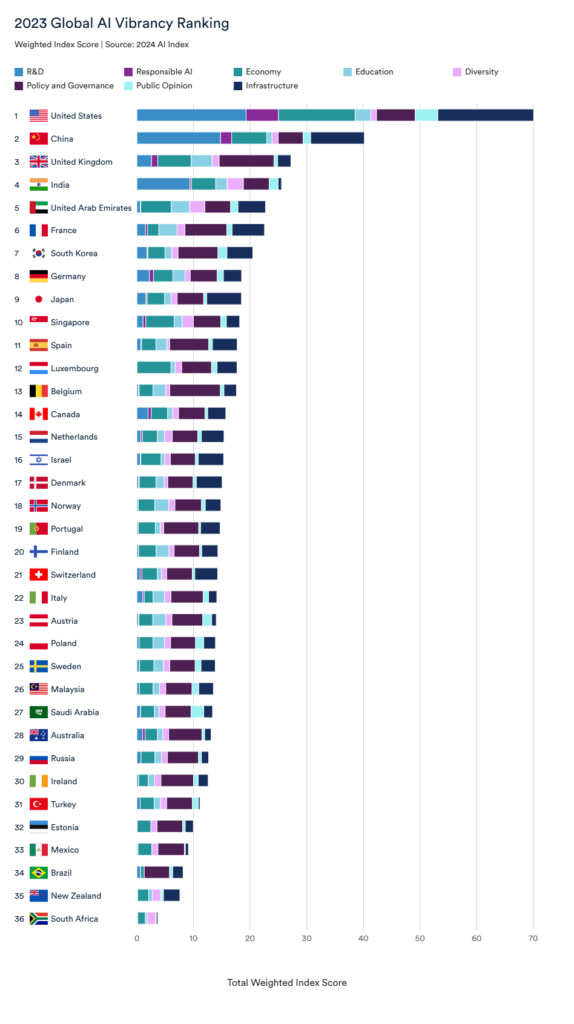 2023 Global AI Vibrancy Ranking
Weighted Index Score | Source: 2024 AI Index
R&D Responsible AI Economy Education Diversity
Policy and Governance Public Opinion Infrastructure
1 United States
2 China
3 United Kingdom
4 India
5 United Arab Emirates
6 France
7 South Korea
8 Germany
9 Japan
10 Singapore
11 Spain
12 Luxembourg
13 Belgium
14 Canada
15 Netherlands
16 Israel
17 Denmark
18 Norway
19 Portugal
20 Finland
21 Switzerland
22 Italy
23 Austria
24 Poland
25 Sweden
26 Malaysia
27 Saudi Arabia
28 Australia
29 Russia
30 Ireland
31 Turkey
32 Estonia
33 Mexico
34 Brazil
35 New Zealand
36 South Africa
0 10 20 30 40 50 60 70
Total Weighted Index Score